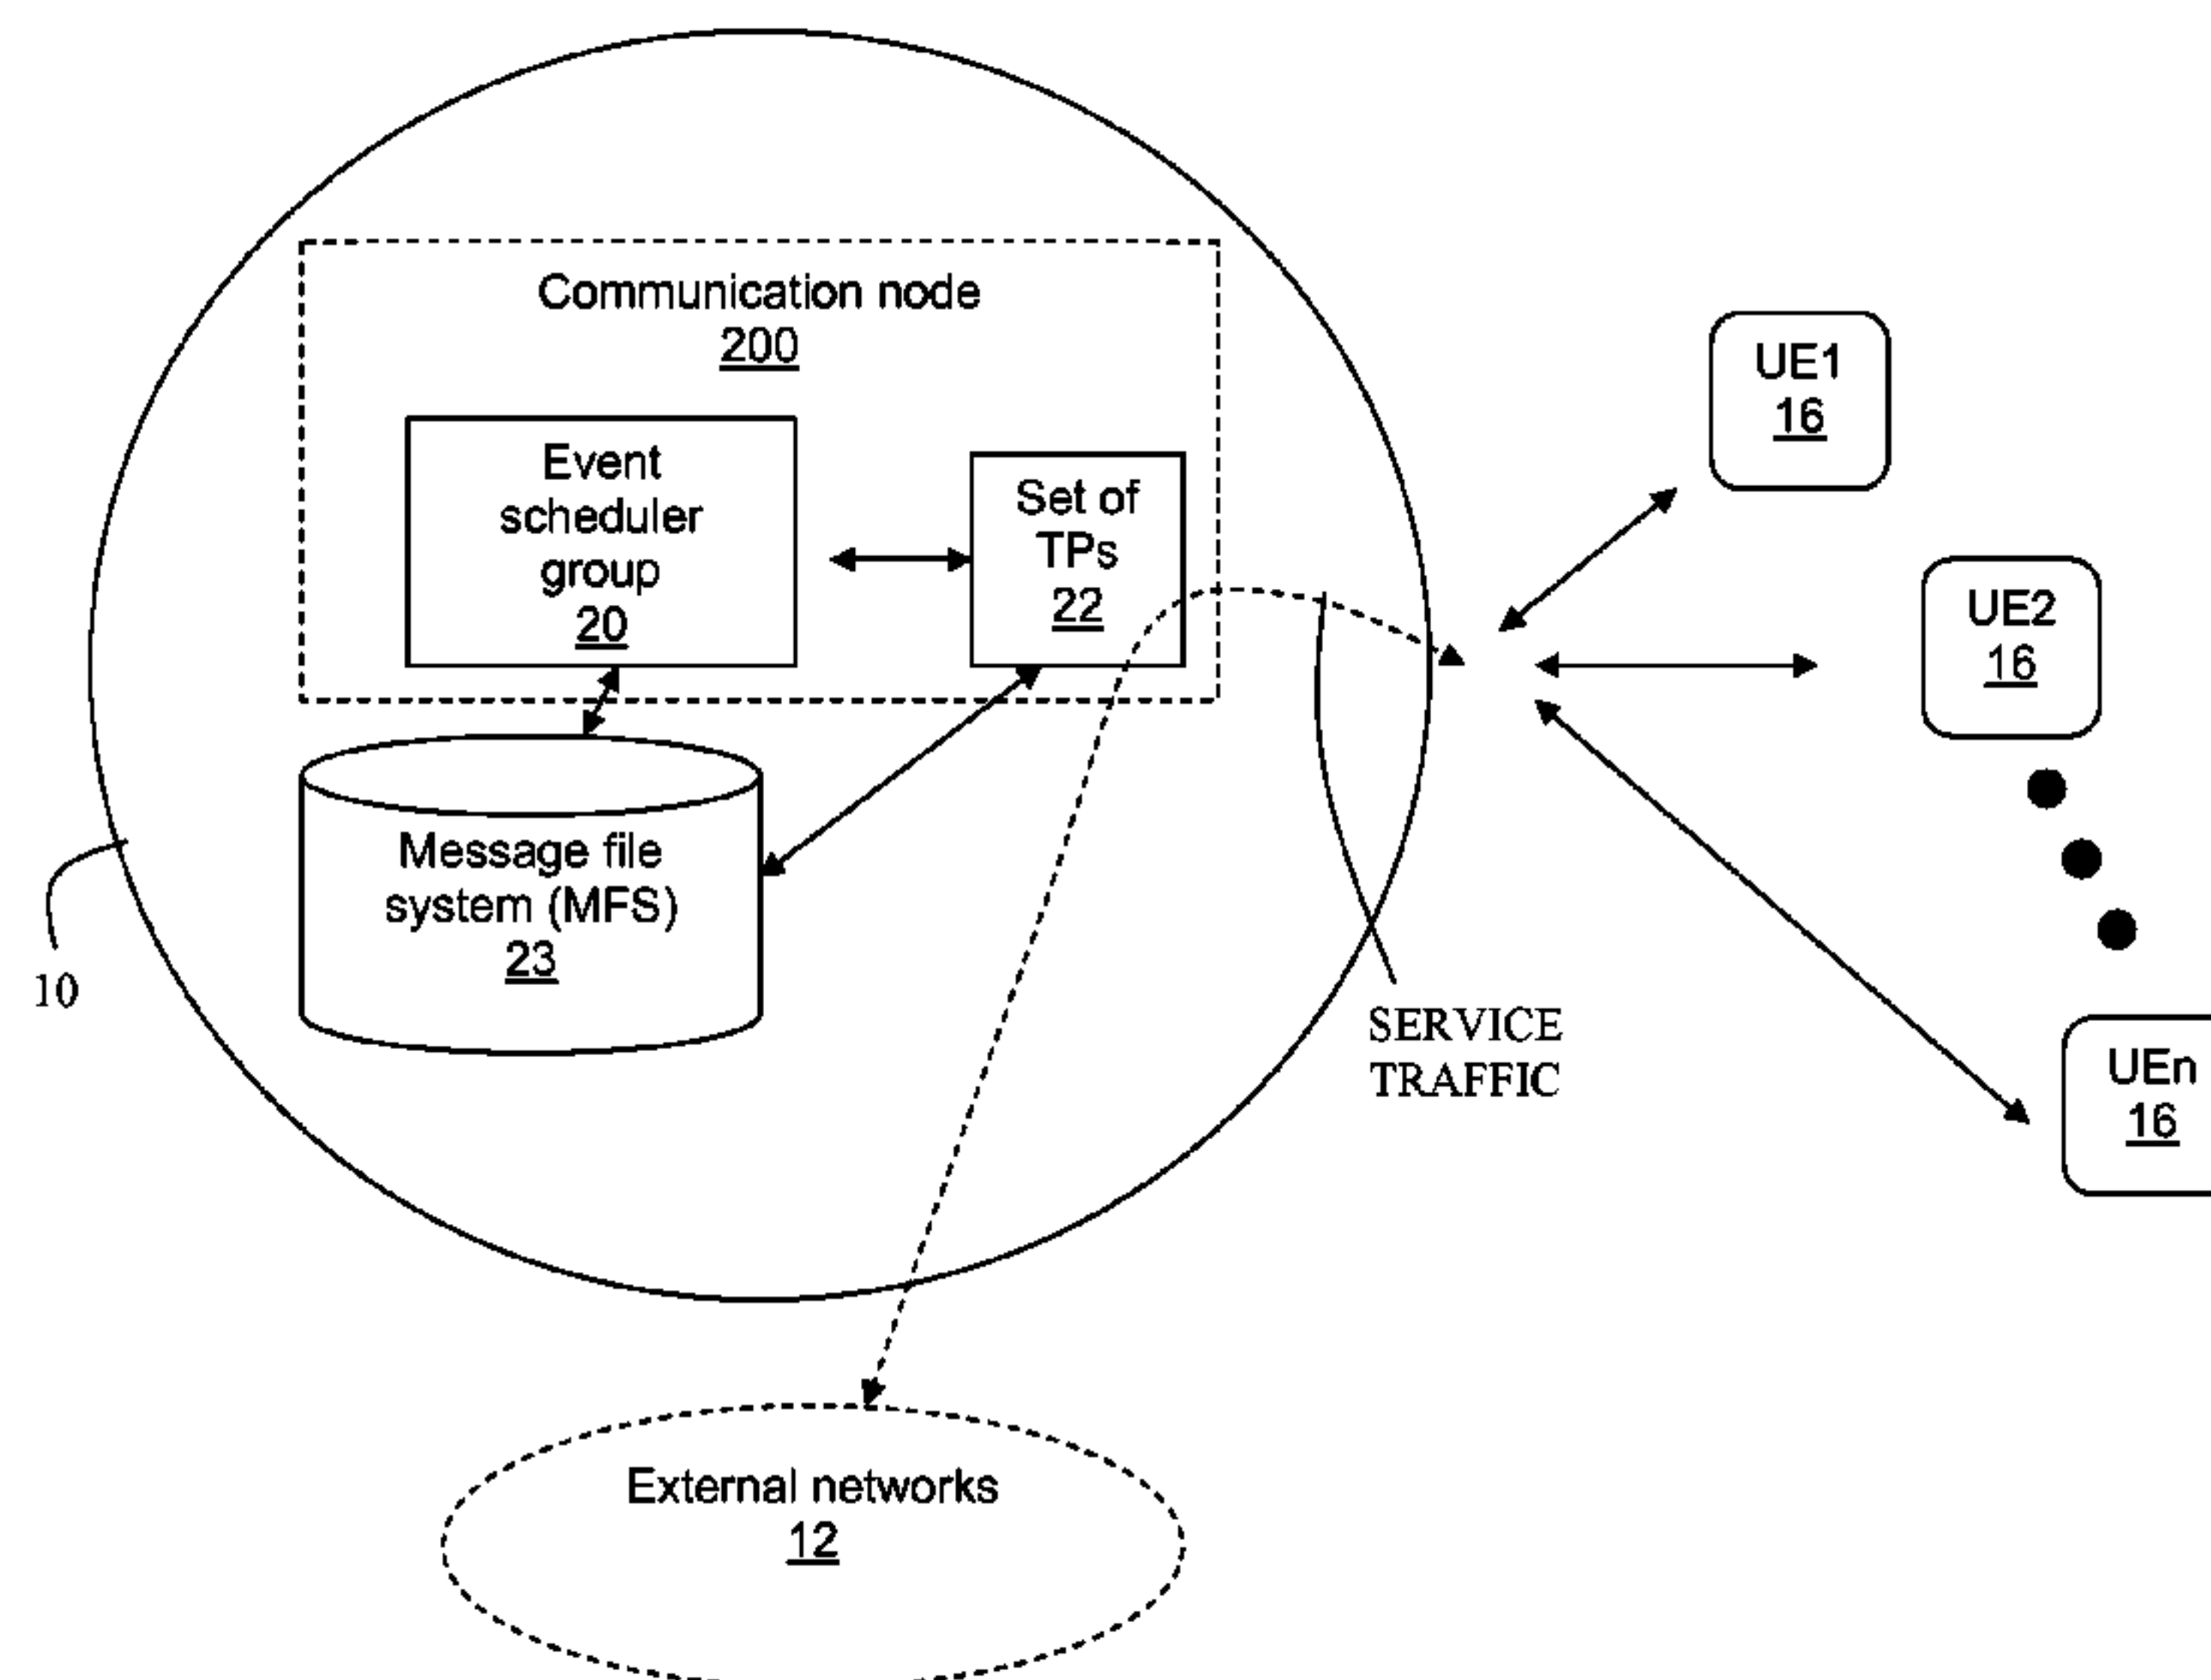 Communication node
200
Event
scheduler
group
20
Set of
TPs
22
Message file
system (MFS)
23
10
SERVICE
TRAFFIC
UE1
16
UE2
16
UEn
16
External networks
12